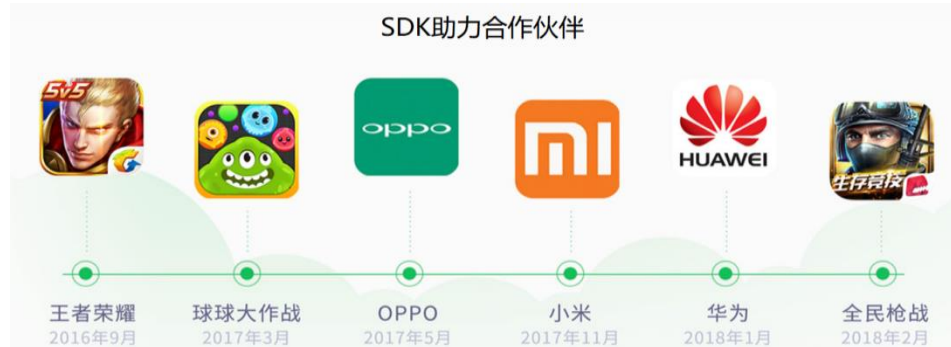 SDK助力合作伙伴
5v5
oppo
mi
HUAWEI
生存竞技
王者荣耀
球球大作战
OPPO
小米
华为
全民枪战
2016年9月
2017年3月
2017年5月
2017年11月
2018年1月
2018年2月